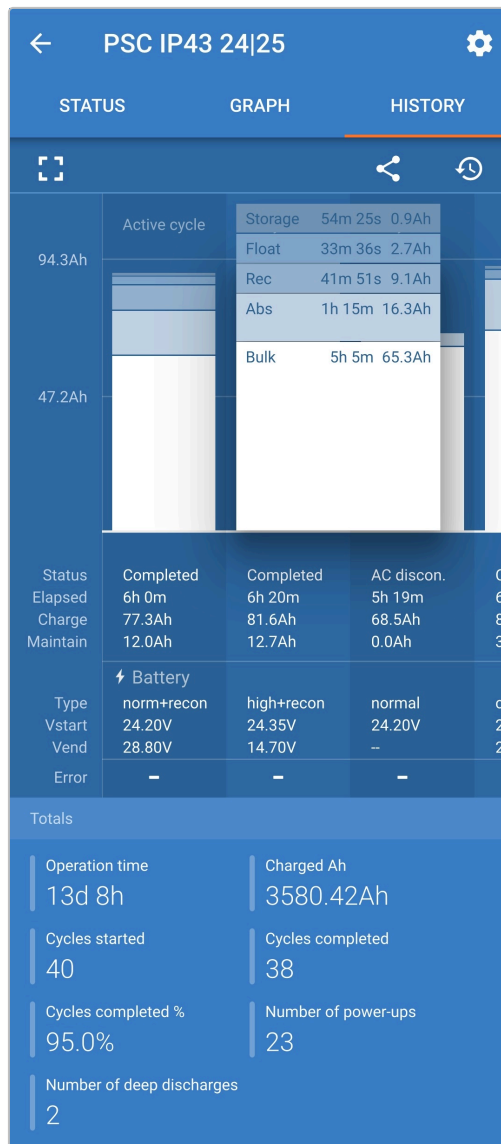 PSC IP43 24|25
STATUS GRAPH HISTORY
Active cycle
94.3Ah
47.2Ah
Storage 54m 25s 0.9Ah
Float 33m 36s 2.7Ah
Rec 41m 51s 9.1Ah
Abs 1h 15m 16.3Ah
Bulk 5h 5m 65.3Ah
Status Completed Completed AC discon.
Elapsed 6h 0m 6h 20m 5h 19m 6
Charge 77.3Ah 81.6Ah 68.5Ah 8
Maintain 12.0Ah 12.7Ah 0.0Ah 3
Battery
Type norm+recon high+recon normal
Vstart 24.20V 24.35V 24.20V 2
Vend 28.80V 14.70V -- 2
Error – – –
Totals
Operation time Charged Ah
13d 8h 3580.42Ah
Cycles started Cycles completed
40 38
Cycles completed % Number of power-ups
95.0% 23
Number of deep discharges
2